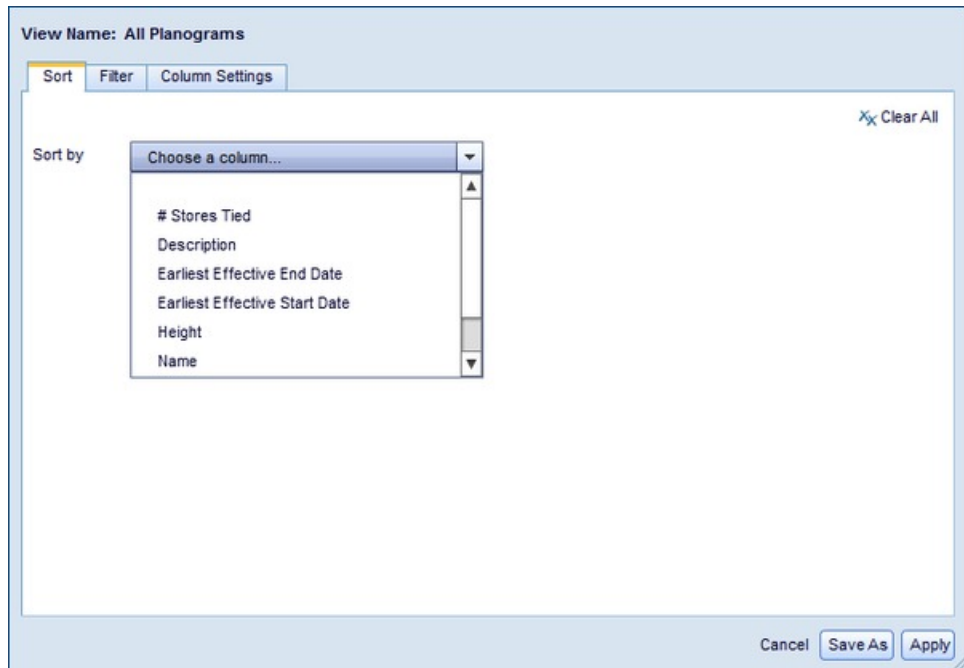 View Name: All Planograms
Sort Filter Column Settings
Clear All
Sort by Choose a column...
# Stores Tied
Description
Earliest Effective End Date
Earliest Effective Start Date
Height
Name
Cancel Save As Apply